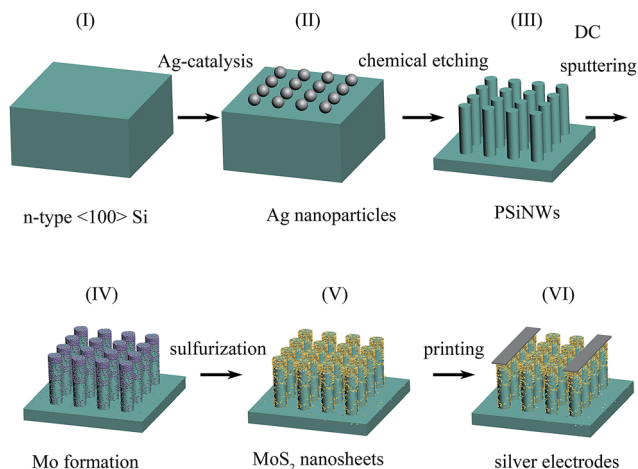 (I)
(II)
(III)
DC
Ag-catalysis
chemical etching
sputtering
n-type <100> Si
Ag nanoparticles
PSiNWs
(IV)
(V)
(VI)
sulfurization
printing
Mo formation
MoS, nanosheets
silver electrodes